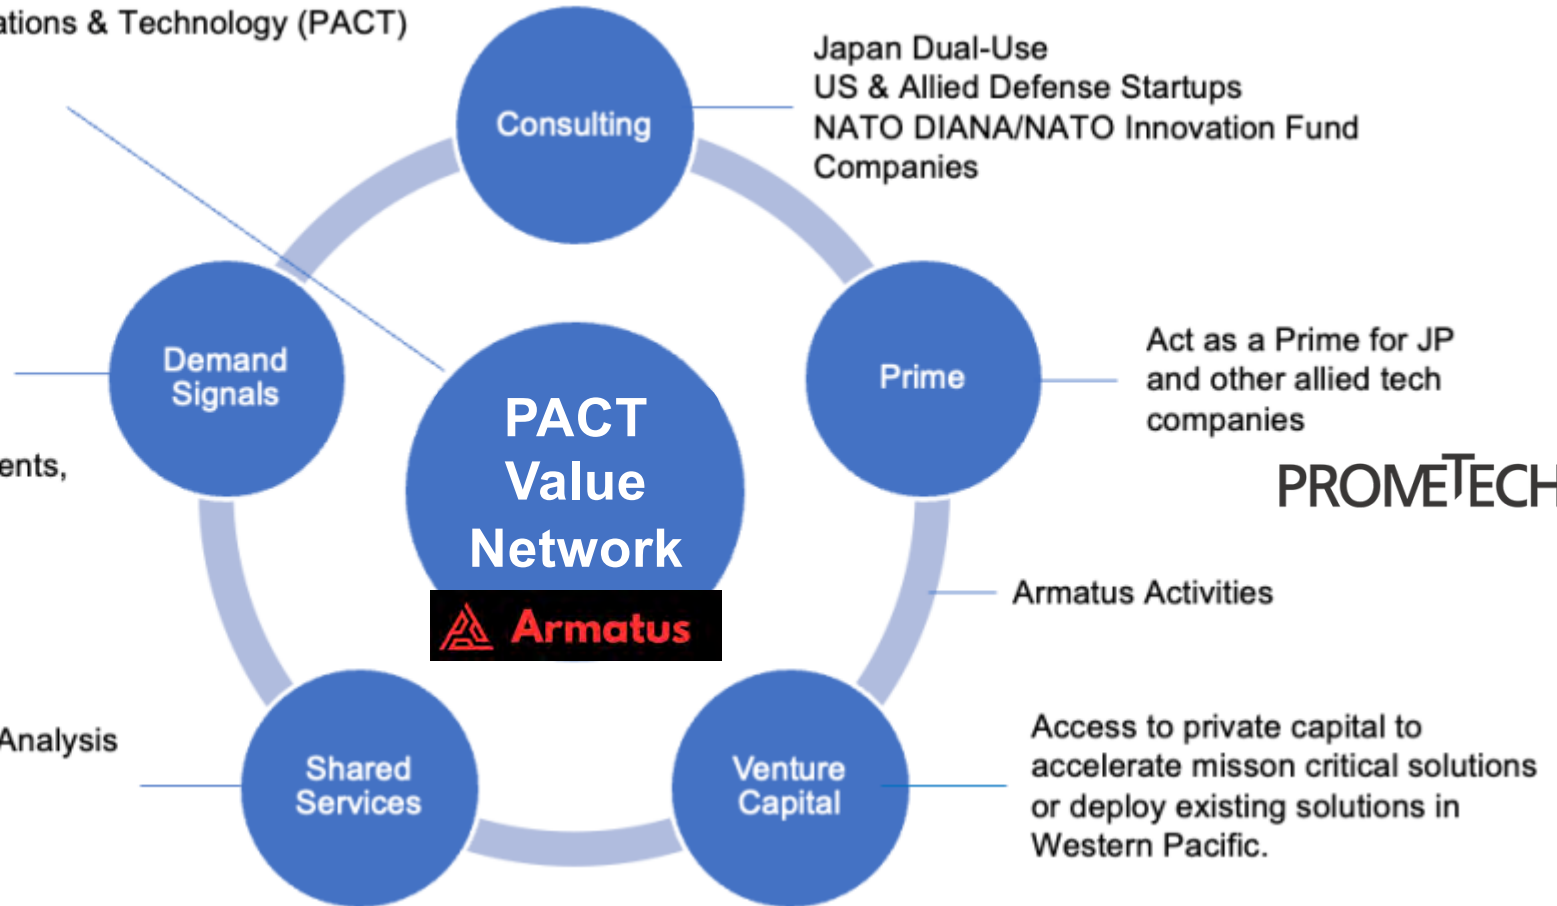 ations & Technology (PACT)
Consulting
Japan Dual-Use
US & Allied Defense Startups
NATO DIANA/NATO Innovation Fund
Companies
Demand
Signals
PACT
Value
Network
Armatus
Prime
Act as a Prime for JP
and other allied tech
companies
PROMETECH
ents,
Armatus Activities
Analysis
Shared
Services
Venture
Capital
Access to private capital to
accelerate misson critical solutions
or deploy existing solutions in
Western Pacific.